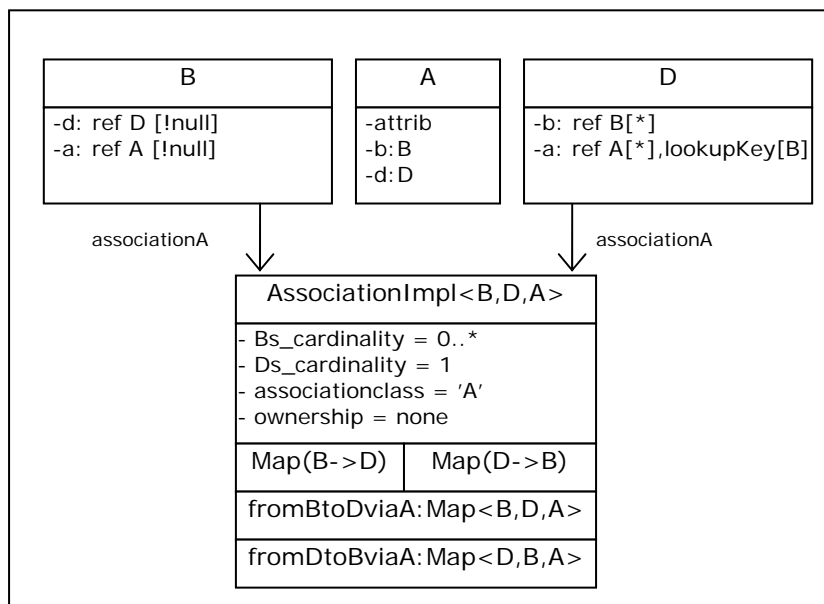 B
-d: ref D [!null]
-a: ref A [!null]
A
-attrib
-b:B
-d:D
D
-b: ref B[*]
-a: ref A[*],lookupKey[B]
associationA
associationA
AssociationImpl<B,D,A>
- Bs_cardinality = 0..*
- Ds_cardinality = 1
- associationclass = 'A'
- ownership = none
Map(B->D)
Map(D->B)
fromBtoDviaA:Map<B,D,A>
fromDtoBviaA:Map<D,B,A>